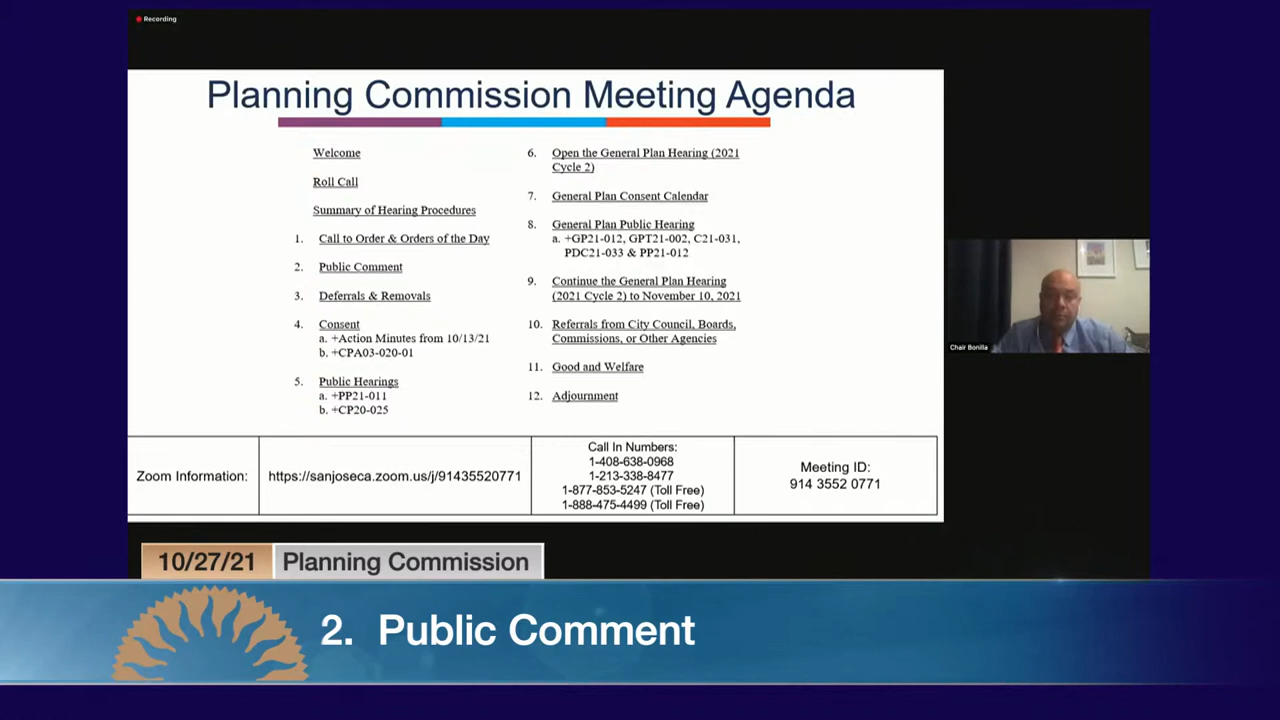 Recording
Planning Commission Meeting Agenda
Welcome
Roll Call
Summary of Hearing Procedures
1. Call to Order & Orders of the Day
2. Public Comment
3. Deferrals & Removals
4. Consent
a. +Action Minutes from 10/13/21
b. +CPA03-020-01
5. Public Hearings
a. +PP21-011
b. +CP20-025
6. Open the General Plan Hearing (2021
Cycle 2)
7. General Plan Consent Calendar
8. General Plan Public Hearing
a. +GP21-012, GPT21-002, C21-031,
PDC21-033 & PP21-012
9. Continue the General Plan Hearing
(2021 Cycle 2) to November 10, 2021
10. Referrals from City Council, Boards,
Commissions, or Other Agencies
11. Good and Welfare
12. Adjournment
Chair Bonilla
Zoom Information:
https://sanjoseca.zoom.us/j/91435520771
Call In Numbers:
1-408-638-0968
1-213-338-8477
1-877-853-5247 (Toll Free)
1-888-475-4499 (Toll Free)
Meeting ID:
914 3552 0771
10/27/21 Planning Commission
2. Public Comment